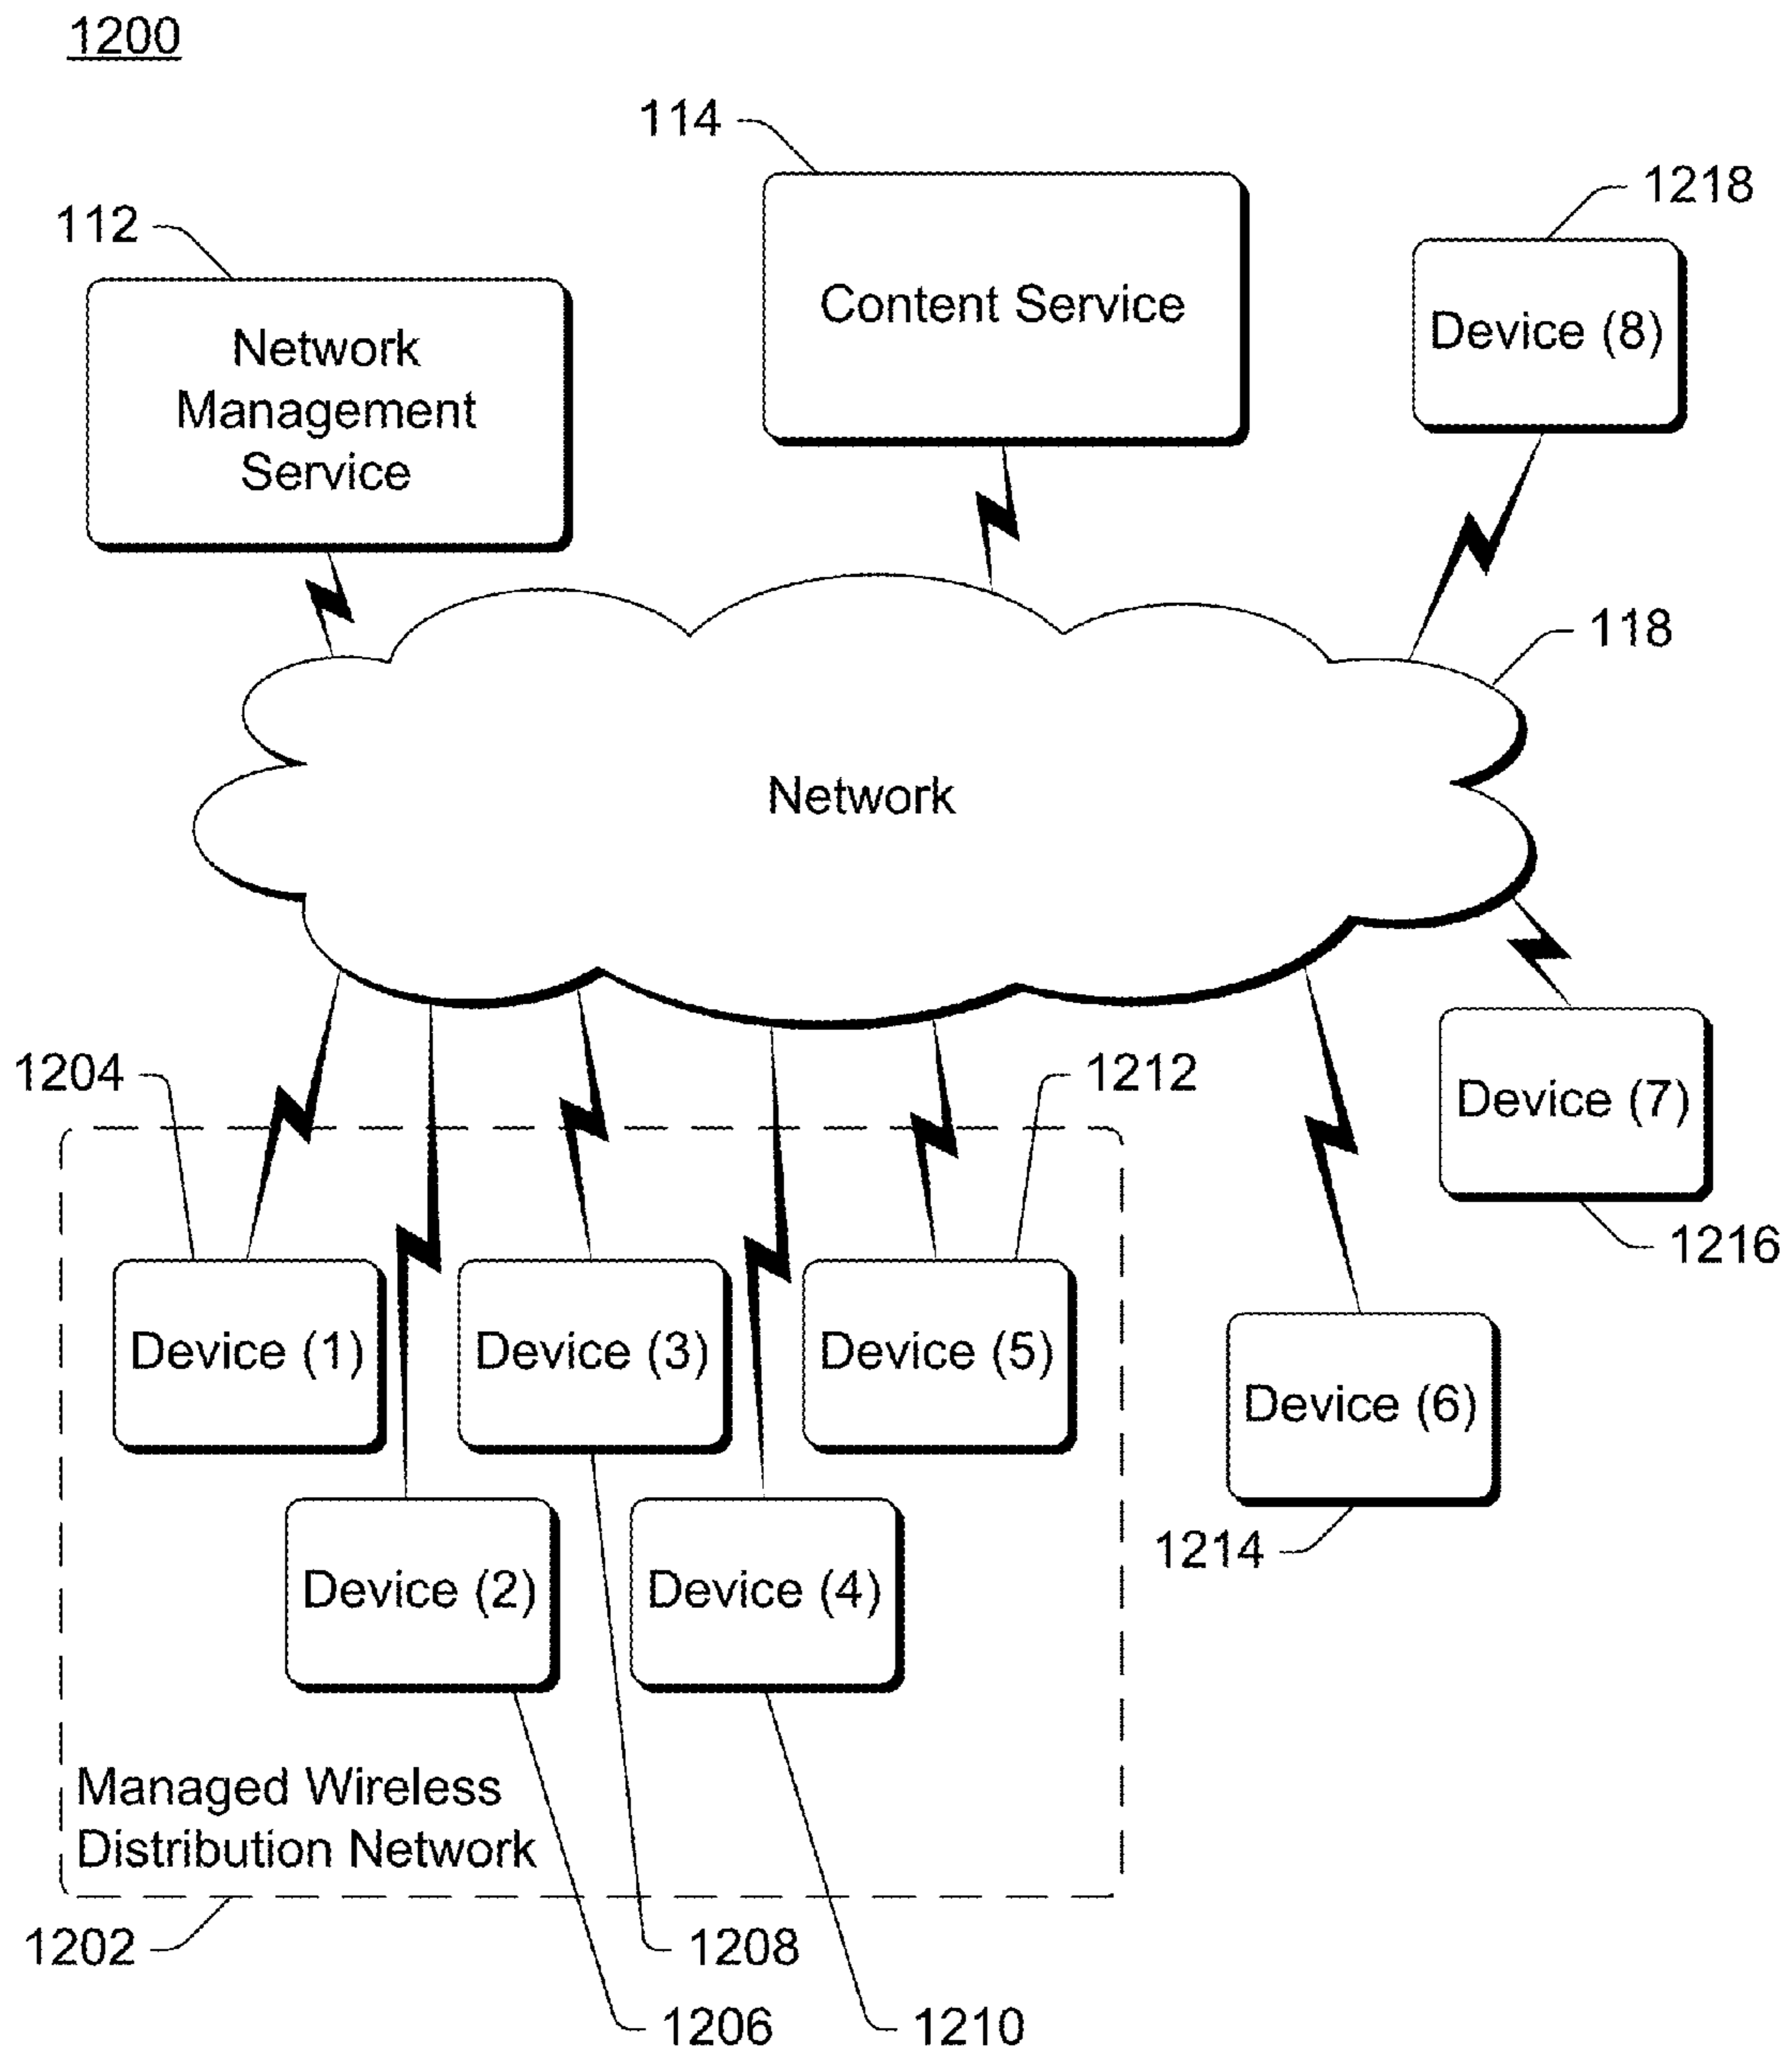 1200
114
1218
112
Content Service
Device (8)
Network
Management
Service
118
Network
1204
1212
Device (7)
1216
Device (1)
Device (3)
Device (5)
Device (6)
1214
Device (2)
Device (4)
Managed Wireless
Distribution Network
1202
1208
1206
1210